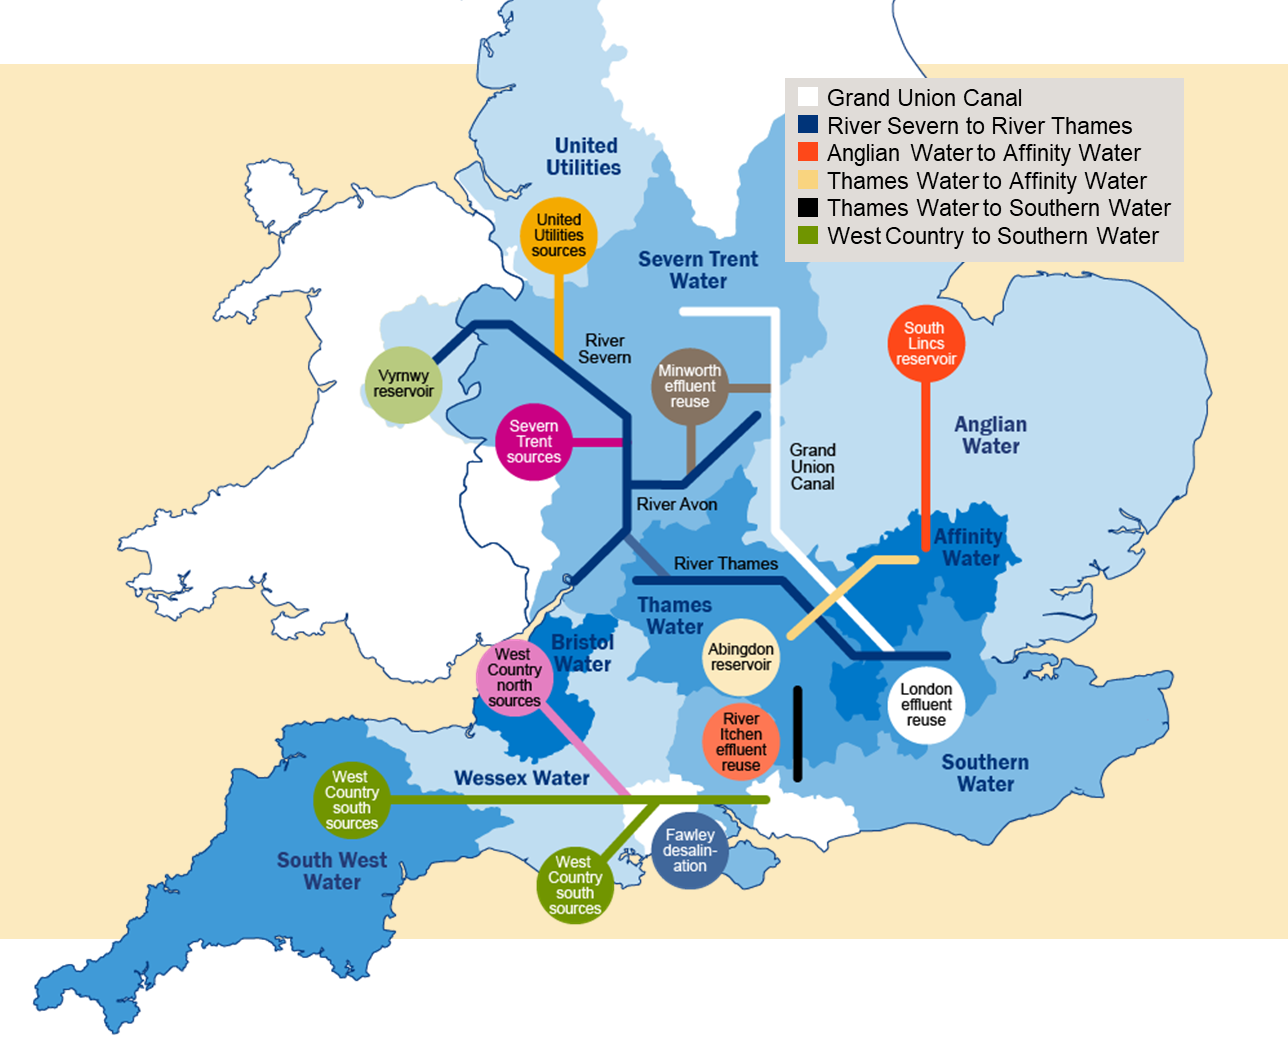 Grand Union Canal
River Severn to River Thames
Anglian Water to Affinity Water
Thames Water to Affinity Water
Thames Water to Southern Water
West Country to Southern Water
United
Utilities
United
Utilities
sources
Severn Trent
Water
River
Severn
South
Lincs
reservoir
Vyrnwy
reservoir
Minworth
effluent
reuse
Severn
Trent
sources
Anglian
Water
Grand
Union
Canal
River Avon
Affinity
Water
River Thames
Thames
Water
Bristol
Water
West
Country
north
sources
Abingdon
reservoir
London
effluent
reuse
River
Itchen
effluent
reuse
Southern
Water
Wessex Water
West
Country
south
sources
South West
Water
Fawley
desalin-
ation
West
Country
south
sources